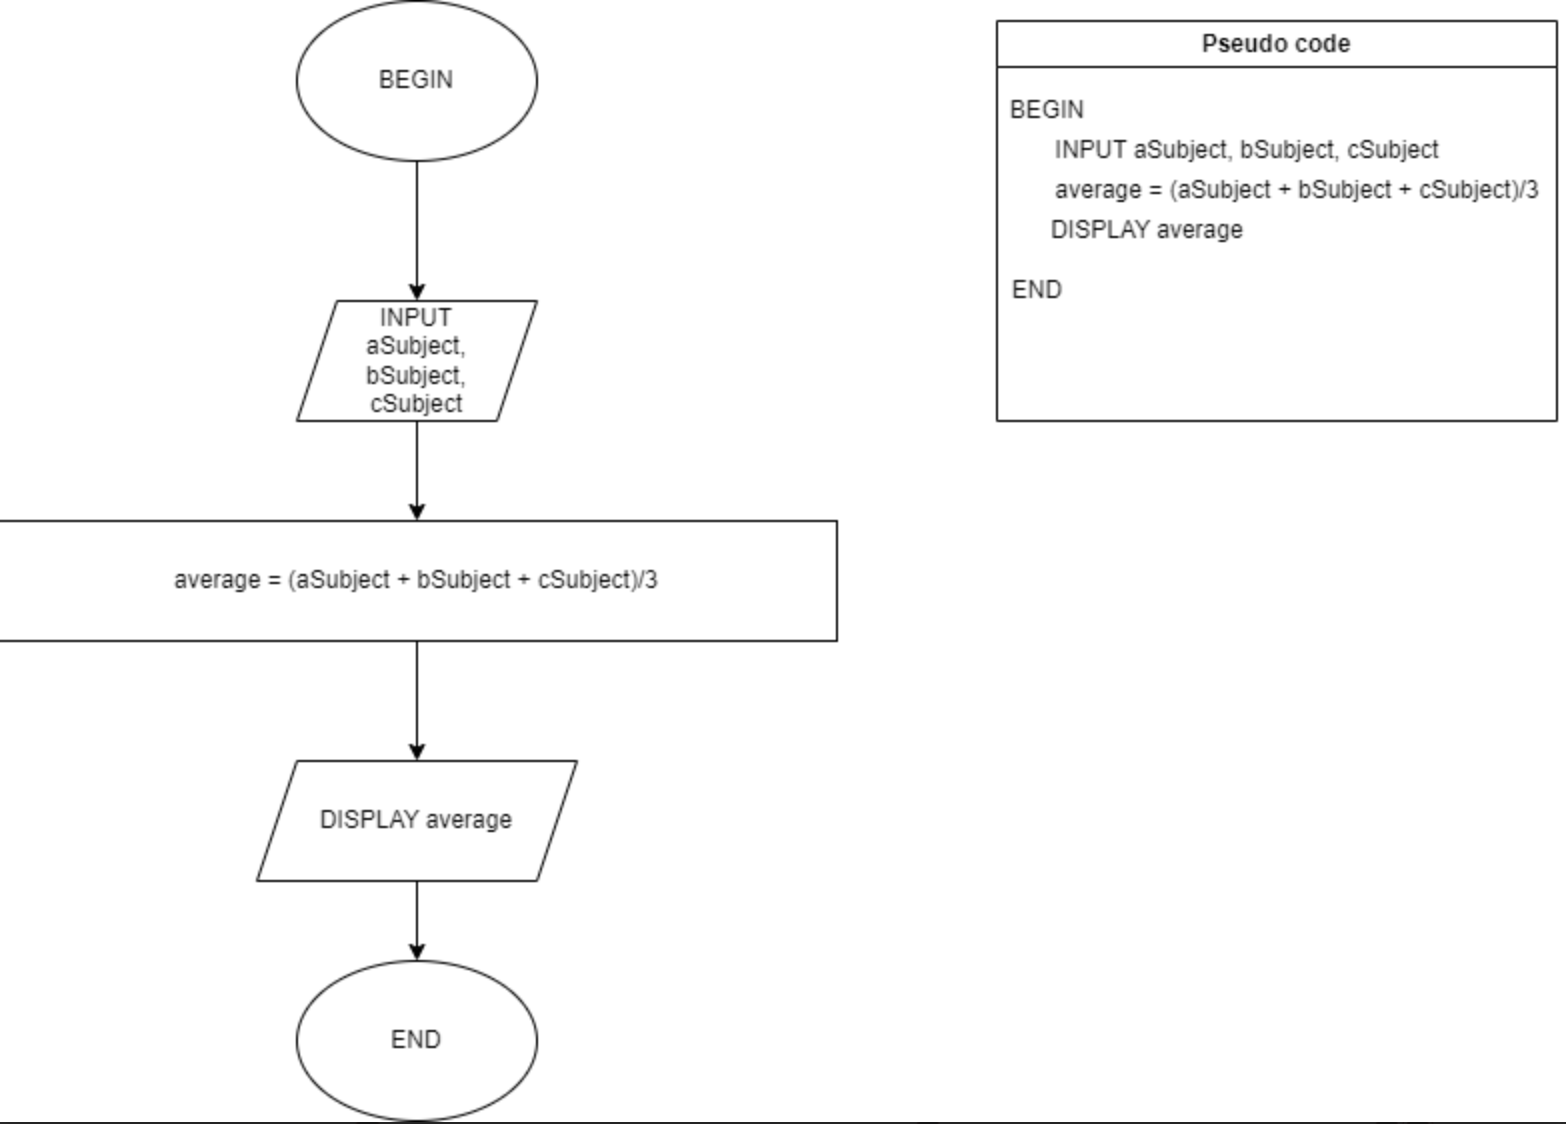 BEGIN
INPUT
aSubject,
bSubject,
cSubject
average = (aSubject + bSubject + cSubject)/3
DISPLAY average
END
Pseudo code
BEGIN
INPUT aSubject, bSubject, cSubject
average = (aSubject + bSubject + cSubject)/3
DISPLAY average
END